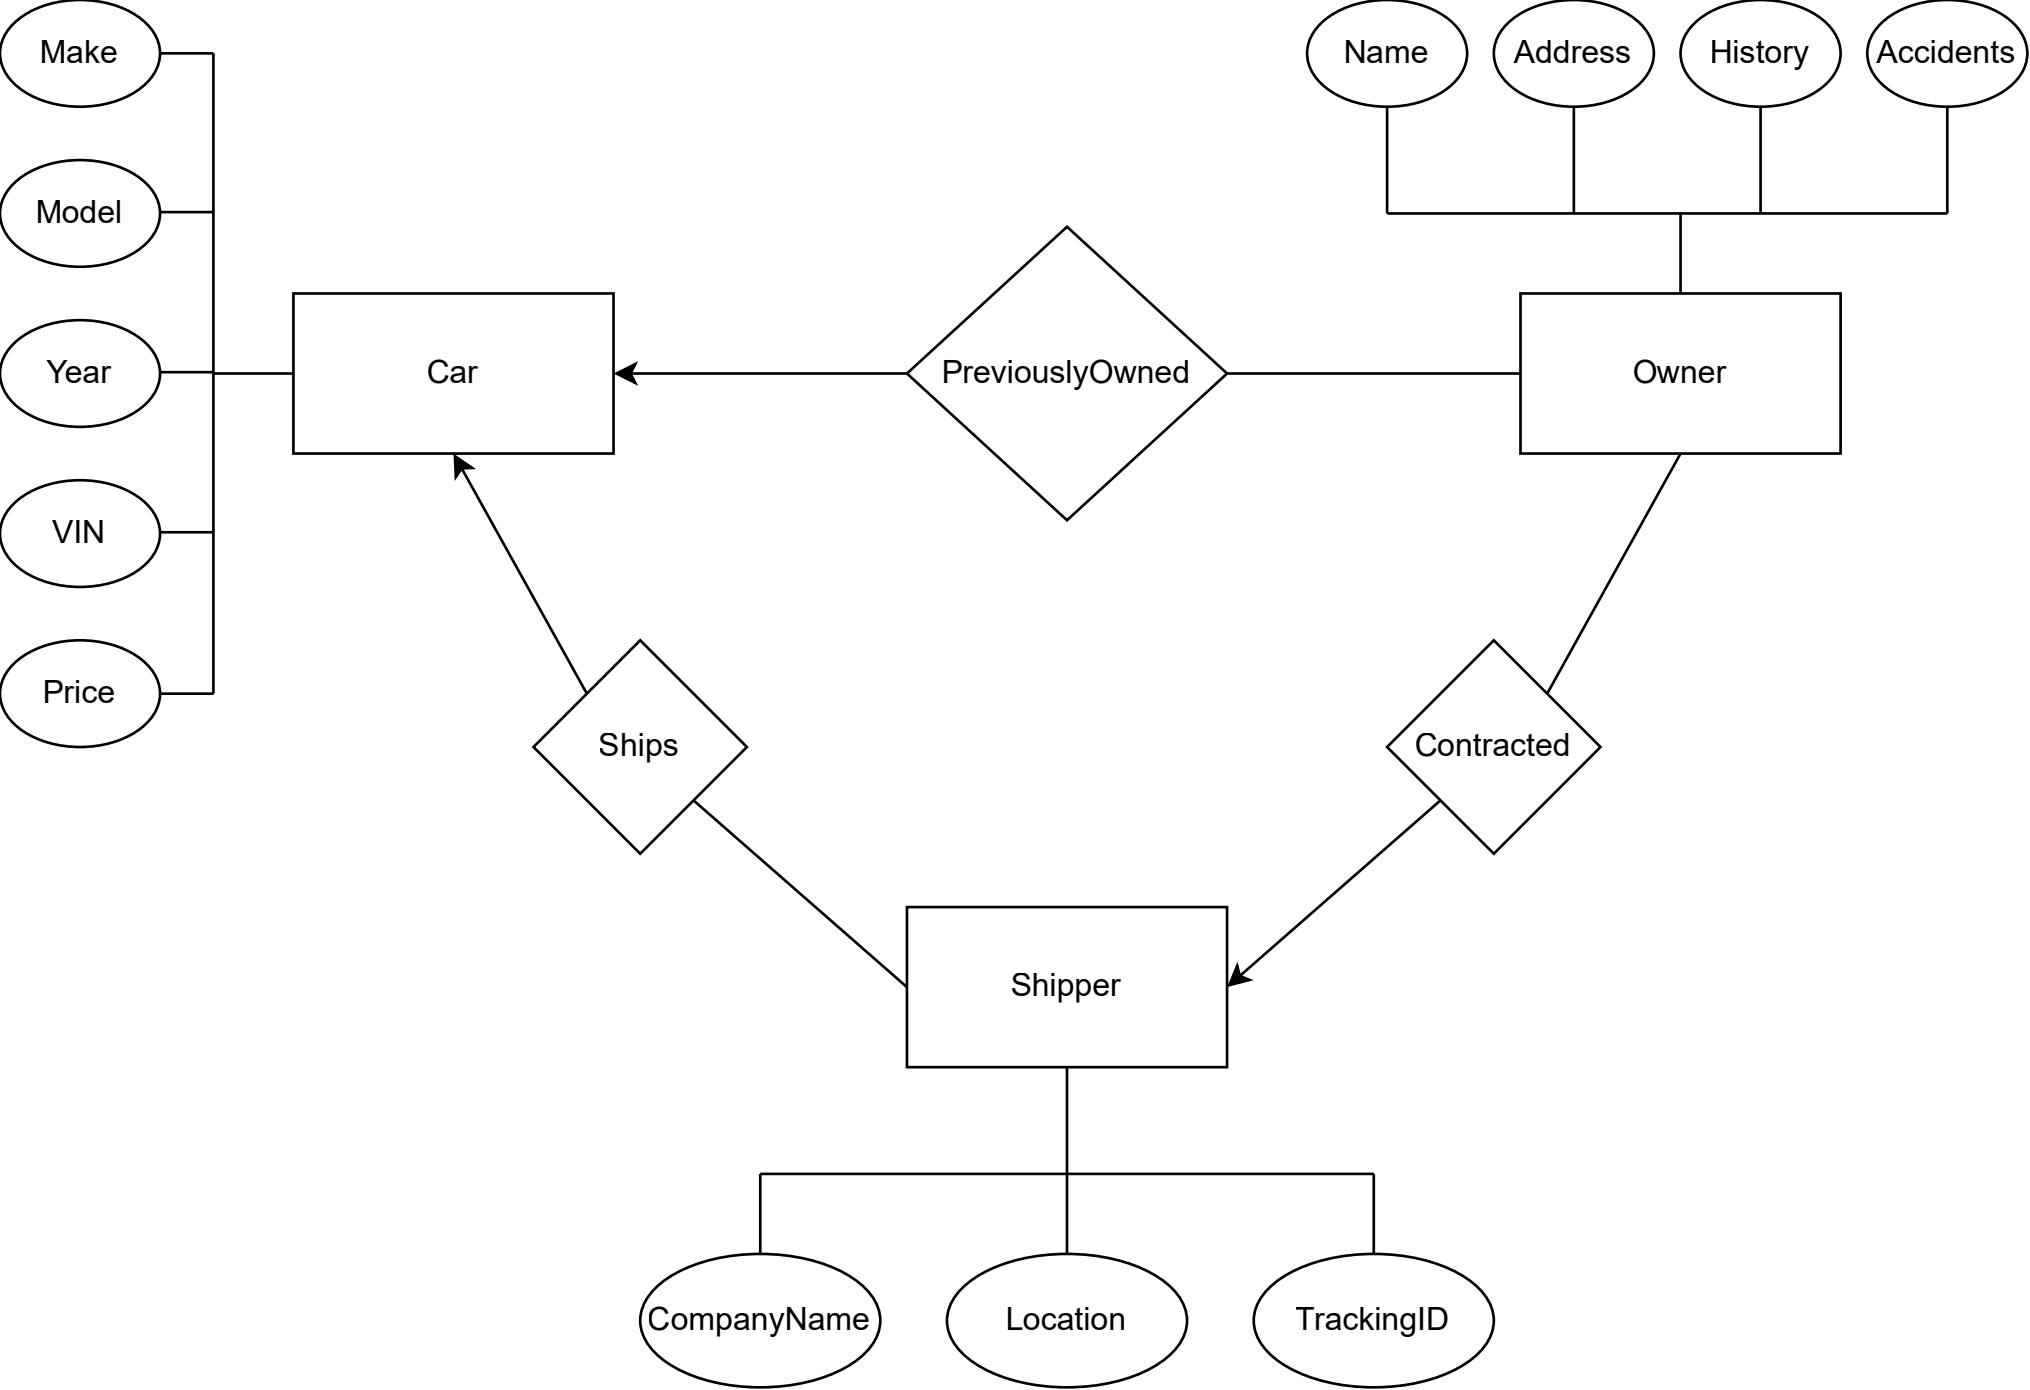 Make
Name
Address
History
Accidents
Model
Year
Car
PreviouslyOwned
Owner
VIN
Price
Ships
Contracted
Shipper
CompanyName
Location
TrackingID